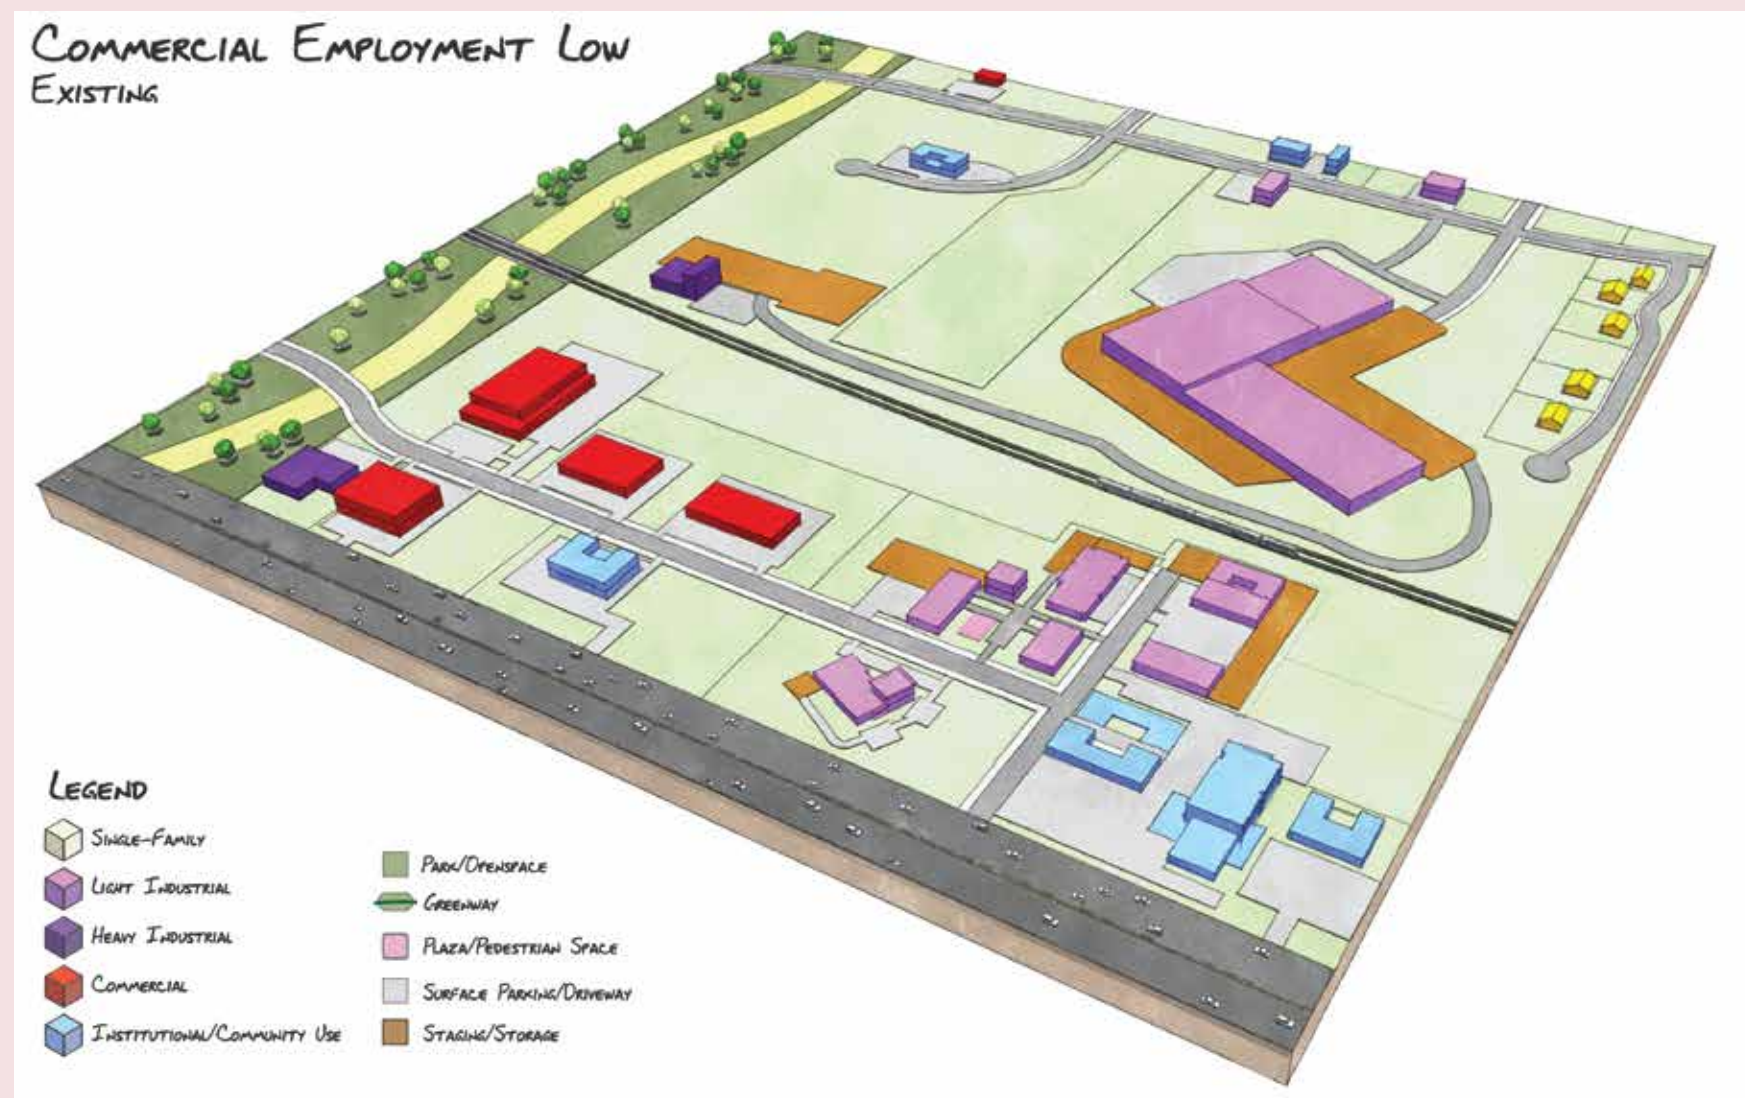 Commercial Employment Low
Existing
Legend
Single-Family
Light Industrial
Heavy Industrial
Commercial
Institutional/Community Use
Park/Openspace
Greenway
Plaza/Pedestrian Space
Surface Parking/Driveway
Staging/Storage